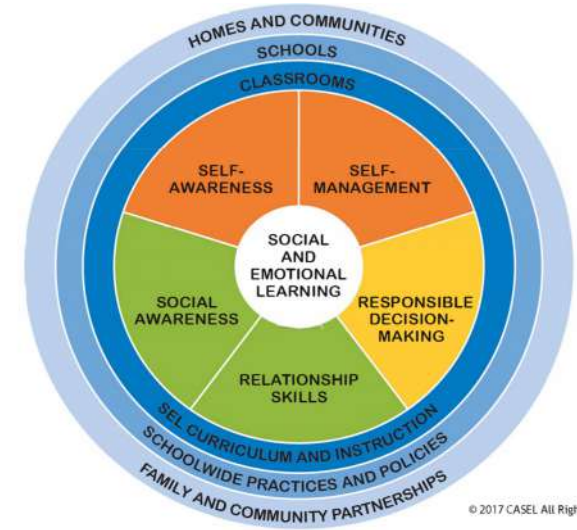 HOMES AND COMMUNITIES
SCHOOLS
CLASSROOMS
SELF-
AWARENESS
SELF-
MANAGEMENT
SOCIAL
AND
EMOTIONAL
LEARNING
SOCIAL
AWARENESS
RESPONSIBLE
DECISION-
MAKING
RELATIONSHIP
SKILLS
SEL CURRICULUM AND INSTRUCTION
SCHOOLWIDE PRACTICES AND POLICIES
FAMILY AND COMMUNITY PARTNERSHIPS
© 2017 CASEL All Righ